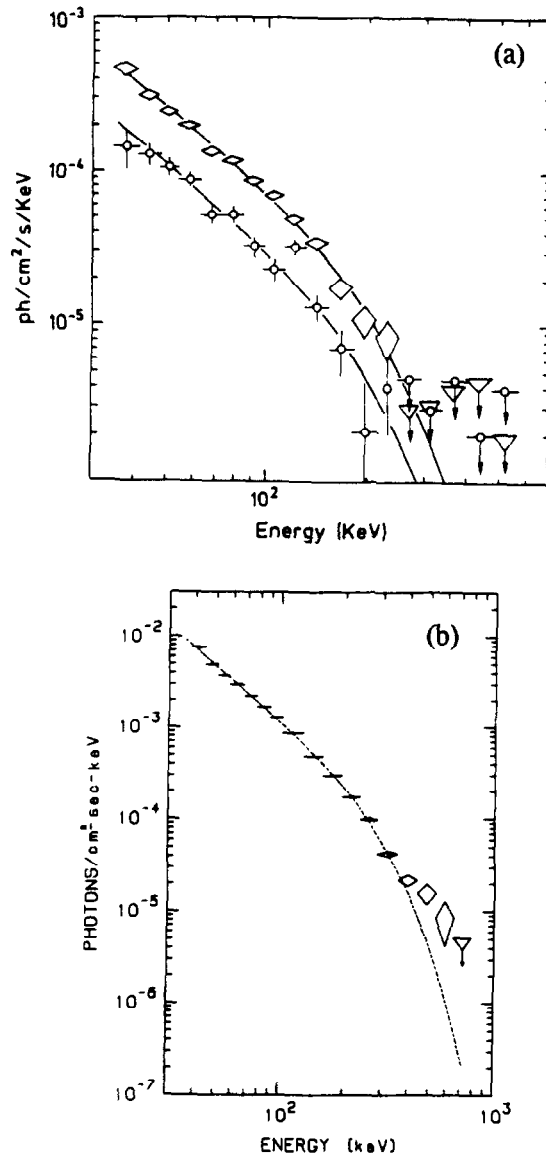 (a)
10⁻³
10⁻⁴
10⁻⁵
ph/cm²/s/KeV
10²
Energy (KeV)
(b)
10⁻²
10⁻³
10⁻⁴
10⁻⁵
10⁻⁶
10⁻⁷
PHOTONS/cm²-sec-keV
10²
10³
ENERGY (keV)